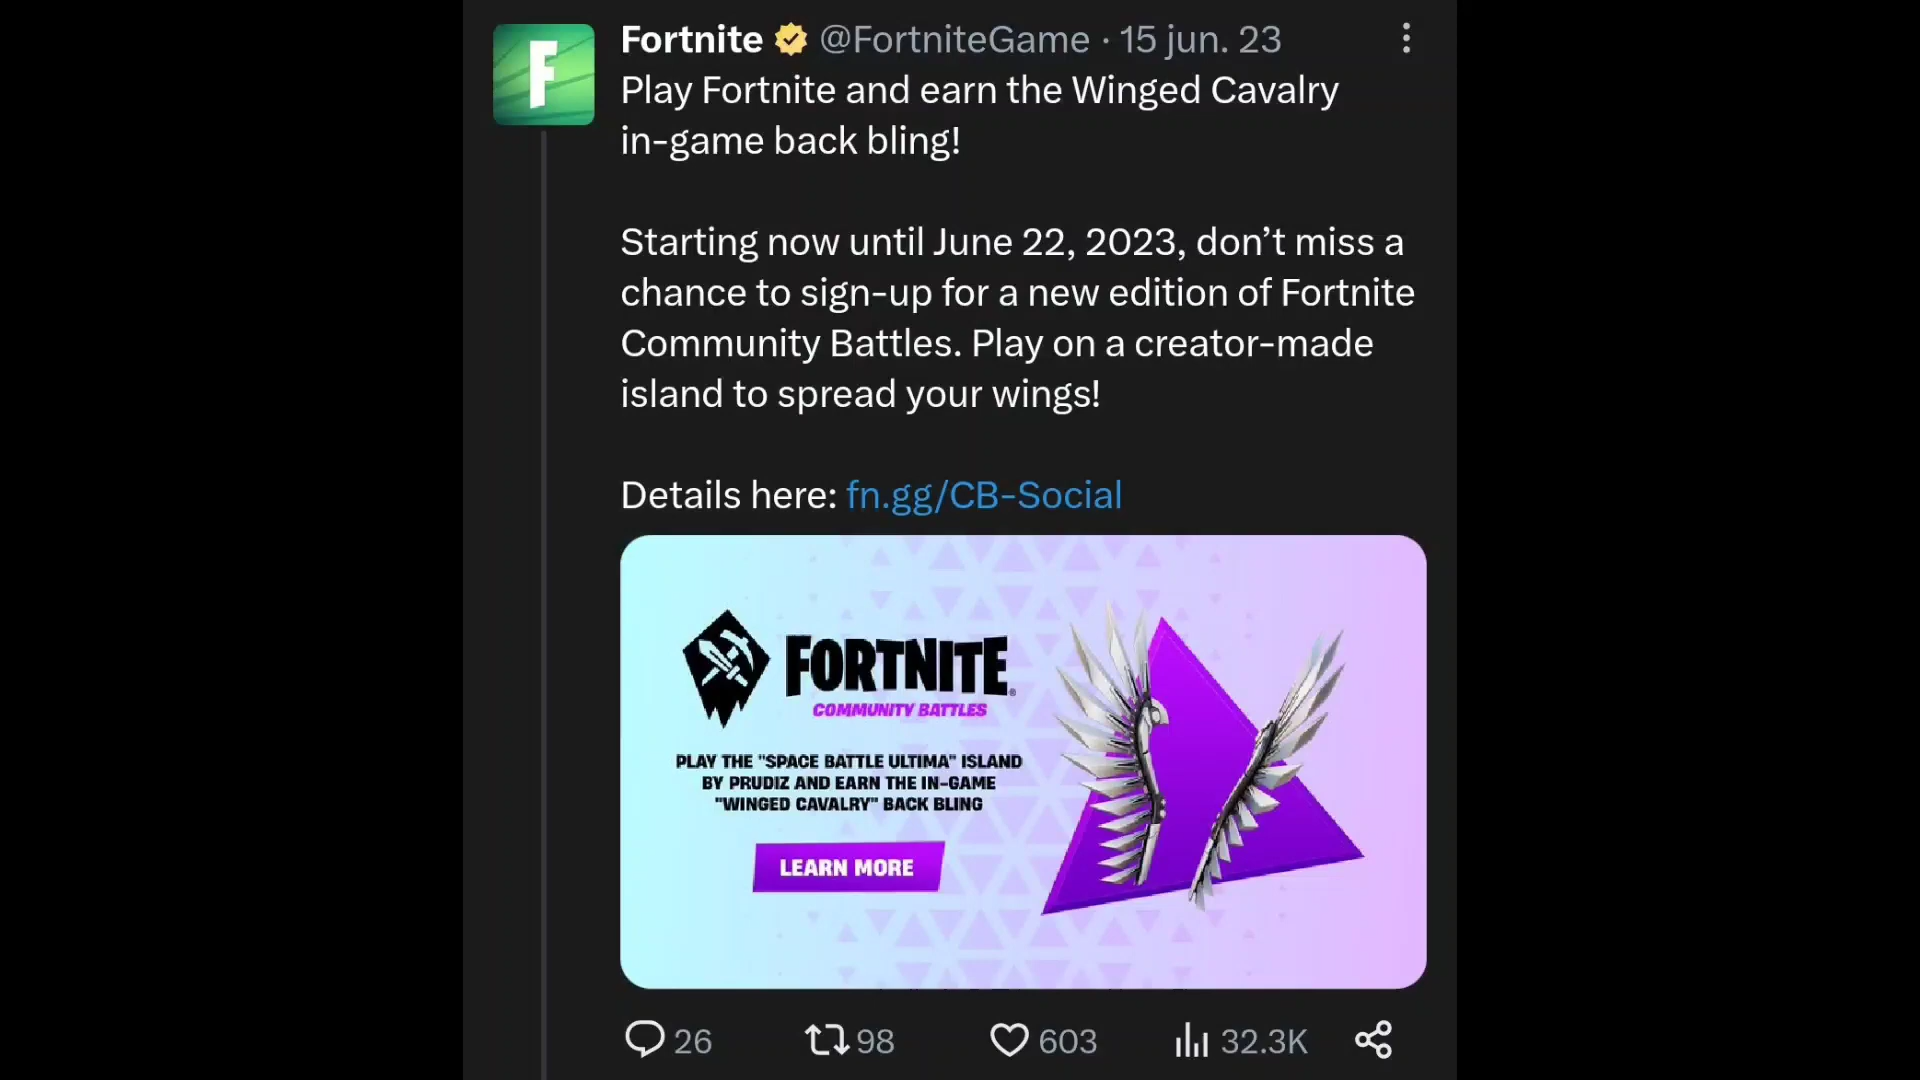 Fortnite @FortniteGame · 15 jun. 23
Play Fortnite and earn the Winged Cavalry
in-game back bling!
Starting now until June 22, 2023, don’t miss a
chance to sign-up for a new edition of Fortnite
Community Battles. Play on a creator-made
island to spread your wings!
Details here: fn.gg/CB-Social
FORTNITE®
COMMUNITY BATTLES
PLAY THE "SPACE BATTLE ULTIMA" ISLAND
BY PRUDIZ AND EARN THE IN-GAME
"WINGED CAVALRY" BACK BLING
LEARN MORE
26 98 603 32.3K